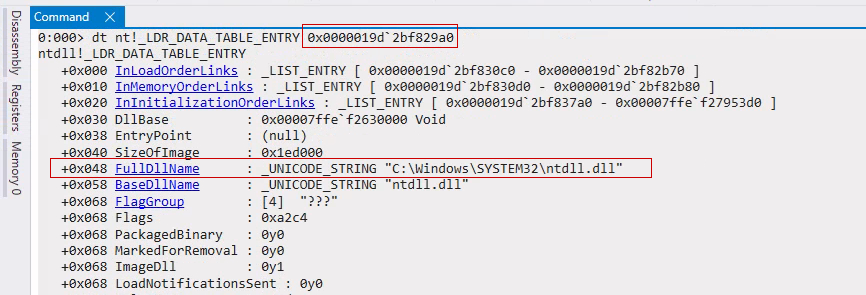 Command
Disassembly
Registers
Memory 0
0:000> dt nt!_LDR_DATA_TABLE_ENTRY 0x0000019d`2bf829a0
ntdll!_LDR_DATA_TABLE_ENTRY
+0x000 InLoadOrderLinks : _LIST_ENTRY [ 0x0000019d`2bf830c0 - 0x0000019d`2bf82b70 ]
+0x010 InMemoryOrderLinks : _LIST_ENTRY [ 0x0000019d`2bf830d0 - 0x0000019d`2bf82b80 ]
+0x020 InInitializationOrderLinks : _LIST_ENTRY [ 0x0000019d`2bf837a0 - 0x00007ffe`f27953d0 ]
+0x030 DllBase : 0x00007ffe`f2630000 Void
+0x038 EntryPoint : (null)
+0x040 SizeOfImage : 0x1ed000
+0x048 FullDllName : _UNICODE_STRING "C:\Windows\SYSTEM32\ntdll.dll"
+0x058 BaseDllName : _UNICODE_STRING "ntdll.dll"
+0x068 FlagGroup : [4] "???"
+0x068 Flags : 0xa2c4
+0x068 PackagedBinary : 0y0
+0x068 MarkedForRemoval : 0y0
+0x068 ImageDll : 0y1
+0x068 LoadNotificationsSent : 0y0